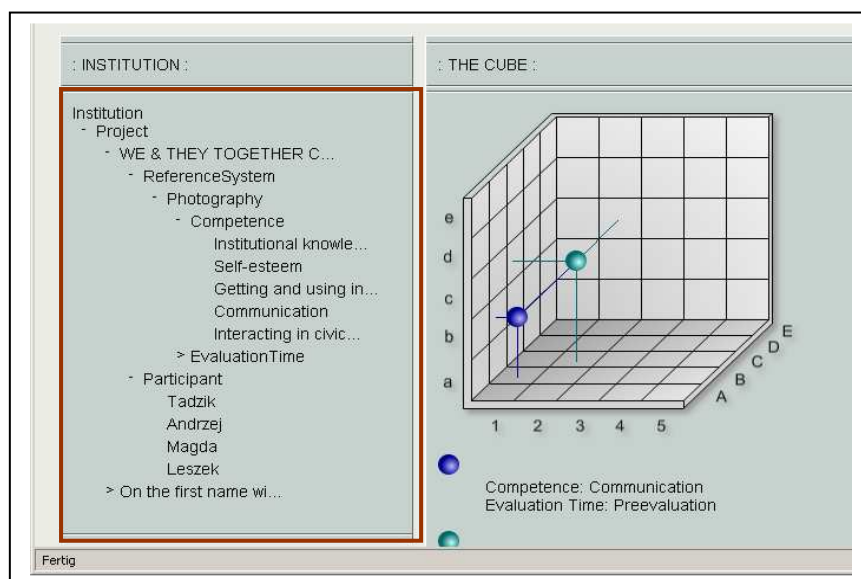 : INSTITUTION :
Institution
- Project
- WE & THEY TOGETHER C...
- ReferenceSystem
- Photography
- Competence
Institutional knowle...
Self-esteem
Getting and using in...
Communication
Interacting in civic...
> EvaluationTime
- Participant
Tadzik
Andrzej
Magda
Leszek
> On the first name wi...
: THE CUBE :
e
d
c
b
a
1 2 3 4 5
A
B
C
D
E
Competence: Communication
Evaluation Time: Preevaluation
Fertig